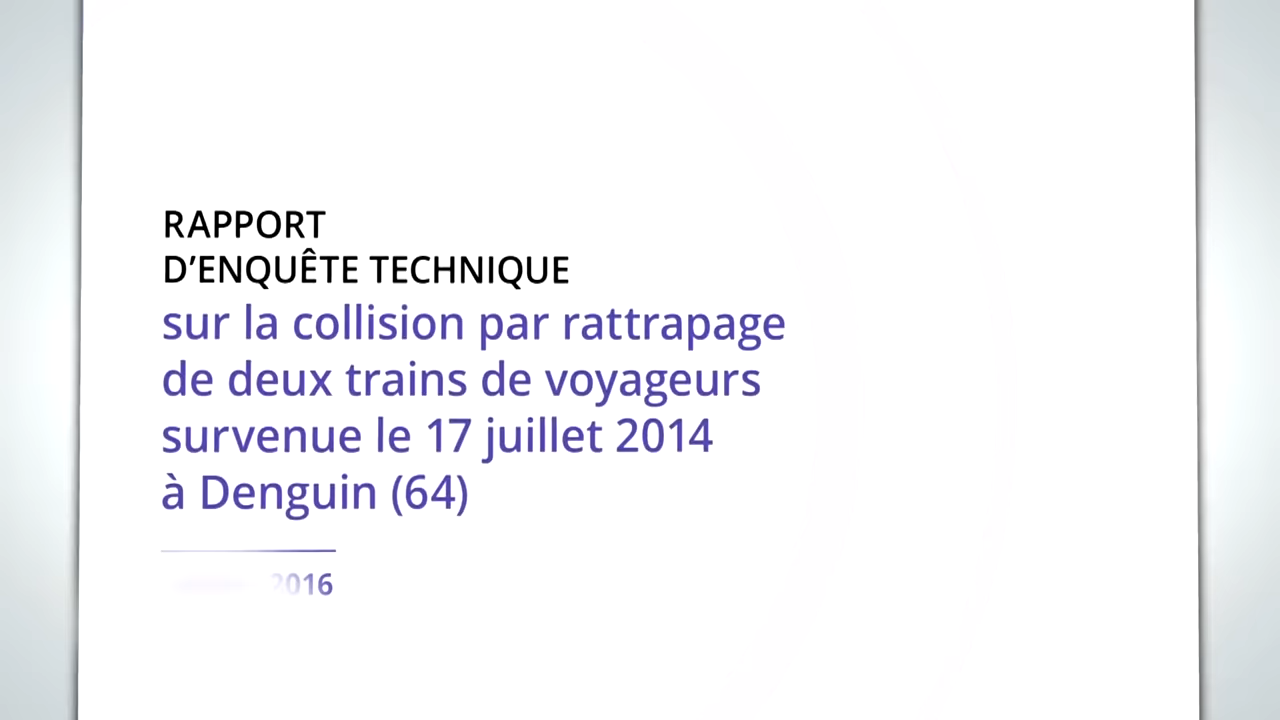 RAPPORT
D’ENQUÊTE TECHNIQUE
sur la collision par rattrapage
de deux trains de voyageurs
survenue le 17 juillet 2014
à Denguin (64)
2016